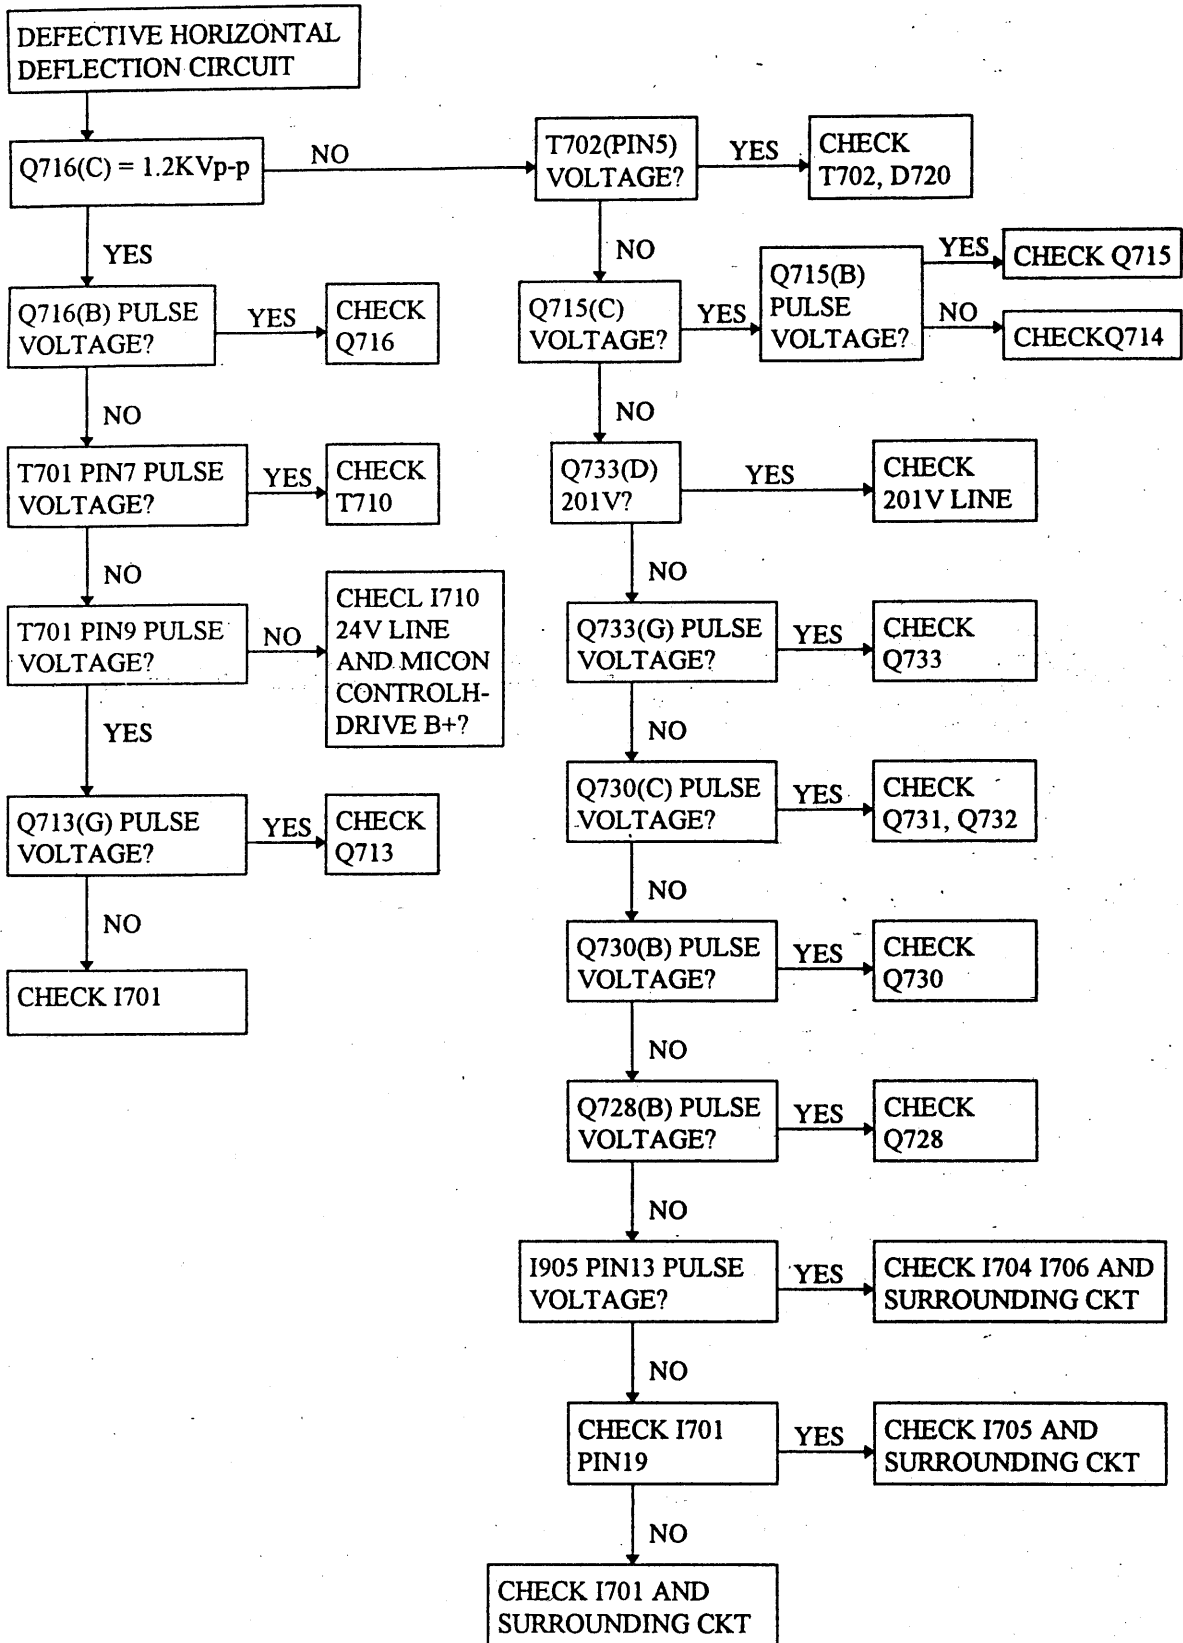 DEFECTIVE HORIZONTAL
DEFLECTION CIRCUIT
Q716(C) = 1.2KVp-p
NO
T702(PIN5)
VOLTAGE?
YES
CHECK
T702, D720
YES
NO
Q716(B) PULSE
VOLTAGE?
YES
CHECK
Q716
Q715(C)
VOLTAGE?
YES
Q715(B)
PULSE
VOLTAGE?
YES
CHECK Q715
NO
CHECKQ714
NO
NO
T701 PIN7 PULSE
VOLTAGE?
YES
CHECK
T710
Q733(D)
201V?
YES
CHECK
201V LINE
NO
NO
T701 PIN9 PULSE
VOLTAGE?
NO
CHECL I710
24V LINE
AND MICON
CONTROLH-
DRIVE B+?
Q733(G) PULSE
VOLTAGE?
YES
CHECK
Q733
YES
NO
Q713(G) PULSE
VOLTAGE?
YES
CHECK
Q713
Q730(C) PULSE
VOLTAGE?
YES
CHECK
Q731, Q732
NO
NO
CHECK I701
Q730(B) PULSE
VOLTAGE?
YES
CHECK
Q730
NO
Q728(B) PULSE
VOLTAGE?
YES
CHECK
Q728
NO
I905 PIN13 PULSE
VOLTAGE?
YES
CHECK I704 I706 AND
SURROUNDING CKT
NO
CHECK I701
PIN19
YES
CHECK I705 AND
SURROUNDING CKT
NO
CHECK I701 AND
SURROUNDING CKT